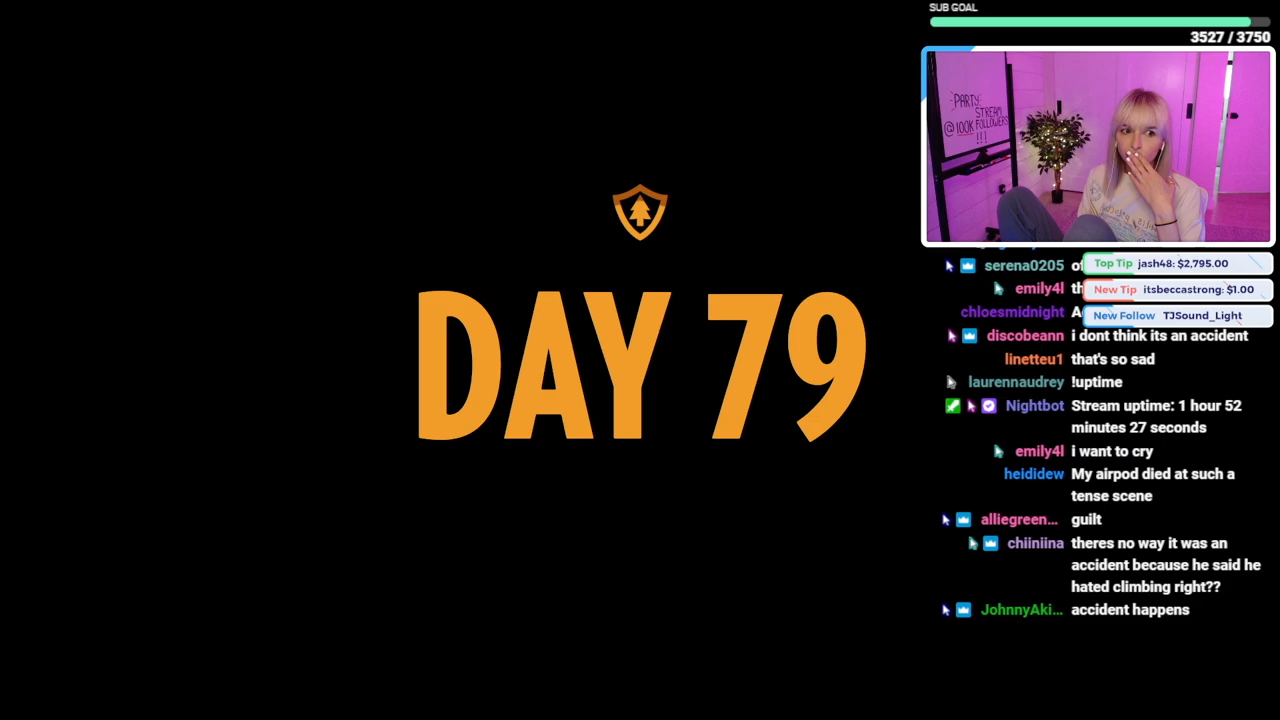 SUB GOAL
3527 / 3750
PARTY
STREAM
@ 100K FOLLOWERS
!!!
DAY 79
serena0205
Top Tip jash48: $2,795.00
emily4l
New Tip itsbeccastrong: $1.00
chloesmidnight
New Follow TJSound_Light
discobeann i dont think its an accident
linetteu1 that's so sad
laurennaudrey !uptime
Nightbot Stream uptime: 1 hour 52
minutes 27 seconds
emily4l i want to cry
heididew My airpod died at such a
tense scene
alliegreen... guilt
chiiniina theres no way it was an
accident because he said he
hated climbing right??
JohnnyAki... accident happens